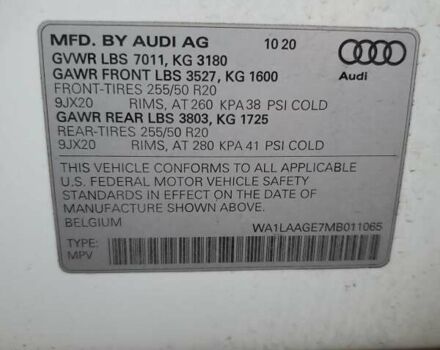 MFD. BY AUDI AG 10 20
GVWR LBS 7011, KG 3180
GAWR FRONT LBS 3527, KG 1600
Audi
FRONT-TIRES 255/50 R20
9JX20 RIMS, AT 260 KPA 38 PSI COLD
GAWR REAR LBS 3803, KG 1725
REAR-TIRES 255/50 R20
9JX20 RIMS, AT 280 KPA 41 PSI COLD
THIS VEHICLE CONFORMS TO ALL APPLICABLE
U.S. FEDERAL MOTOR VEHICLE SAFETY
STANDARDS IN EFFECT ON THE DATE OF
MANUFACTURE SHOWN ABOVE.
BELGIUM WA1LAAGE7MB011065
TYPE:
MPV